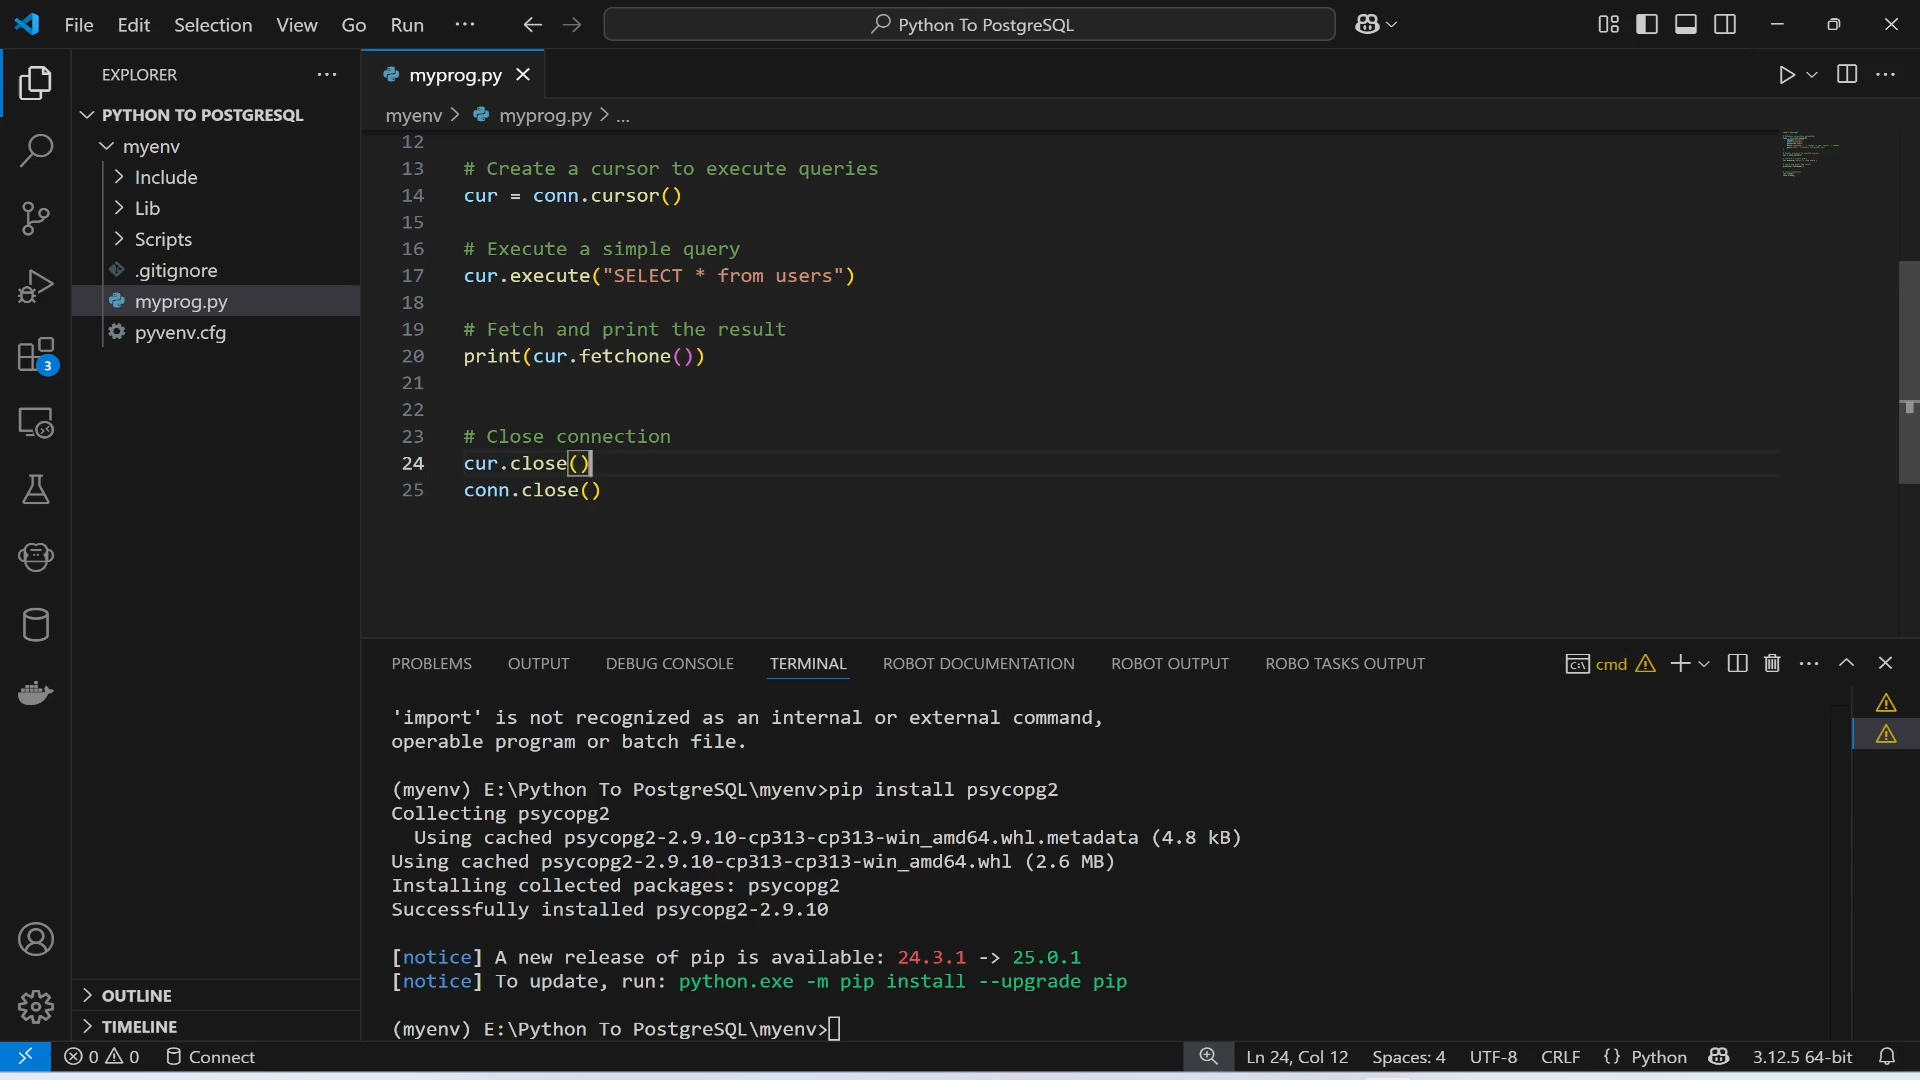 File Edit Selection View Go Run ··· Python To PostgreSQL
EXPLORER ···
PYTHON TO POSTGRESQL
myenv
Include
Lib
Scripts
.gitignore
myprog.py
pyvenv.cfg
3
OUTLINE
TIMELINE
myprog.py
myenv > myprog.py > ...
12
13 # Create a cursor to execute queries
14 cur = conn.cursor()
15
16 # Execute a simple query
17 cur.execute("SELECT * from users")
18
19 # Fetch and print the result
20 print(cur.fetchone())
21
22
23 # Close connection
24 cur.close()
25 conn.close()
PROBLEMS OUTPUT DEBUG CONSOLE TERMINAL ROBOT DOCUMENTATION ROBOT OUTPUT ROBO TASKS OUTPUT cmd
'import' is not recognized as an internal or external command,
operable program or batch file.
(myenv) E:\Python To PostgreSQL\myenv>pip install psycopg2
Collecting psycopg2
Using cached psycopg2-2.9.10-cp313-cp313-win_amd64.whl.metadata (4.8 kB)
Using cached psycopg2-2.9.10-cp313-cp313-win_amd64.whl (2.6 MB)
Installing collected packages: psycopg2
Successfully installed psycopg2-2.9.10
[notice] A new release of pip is available: 24.3.1 -> 25.0.1
[notice] To update, run: python.exe -m pip install --upgrade pip
(myenv) E:\Python To PostgreSQL\myenv>
0 0 Connect Ln 24, Col 12 Spaces: 4 UTF-8 CRLF {} Python 3.12.5 64-bit